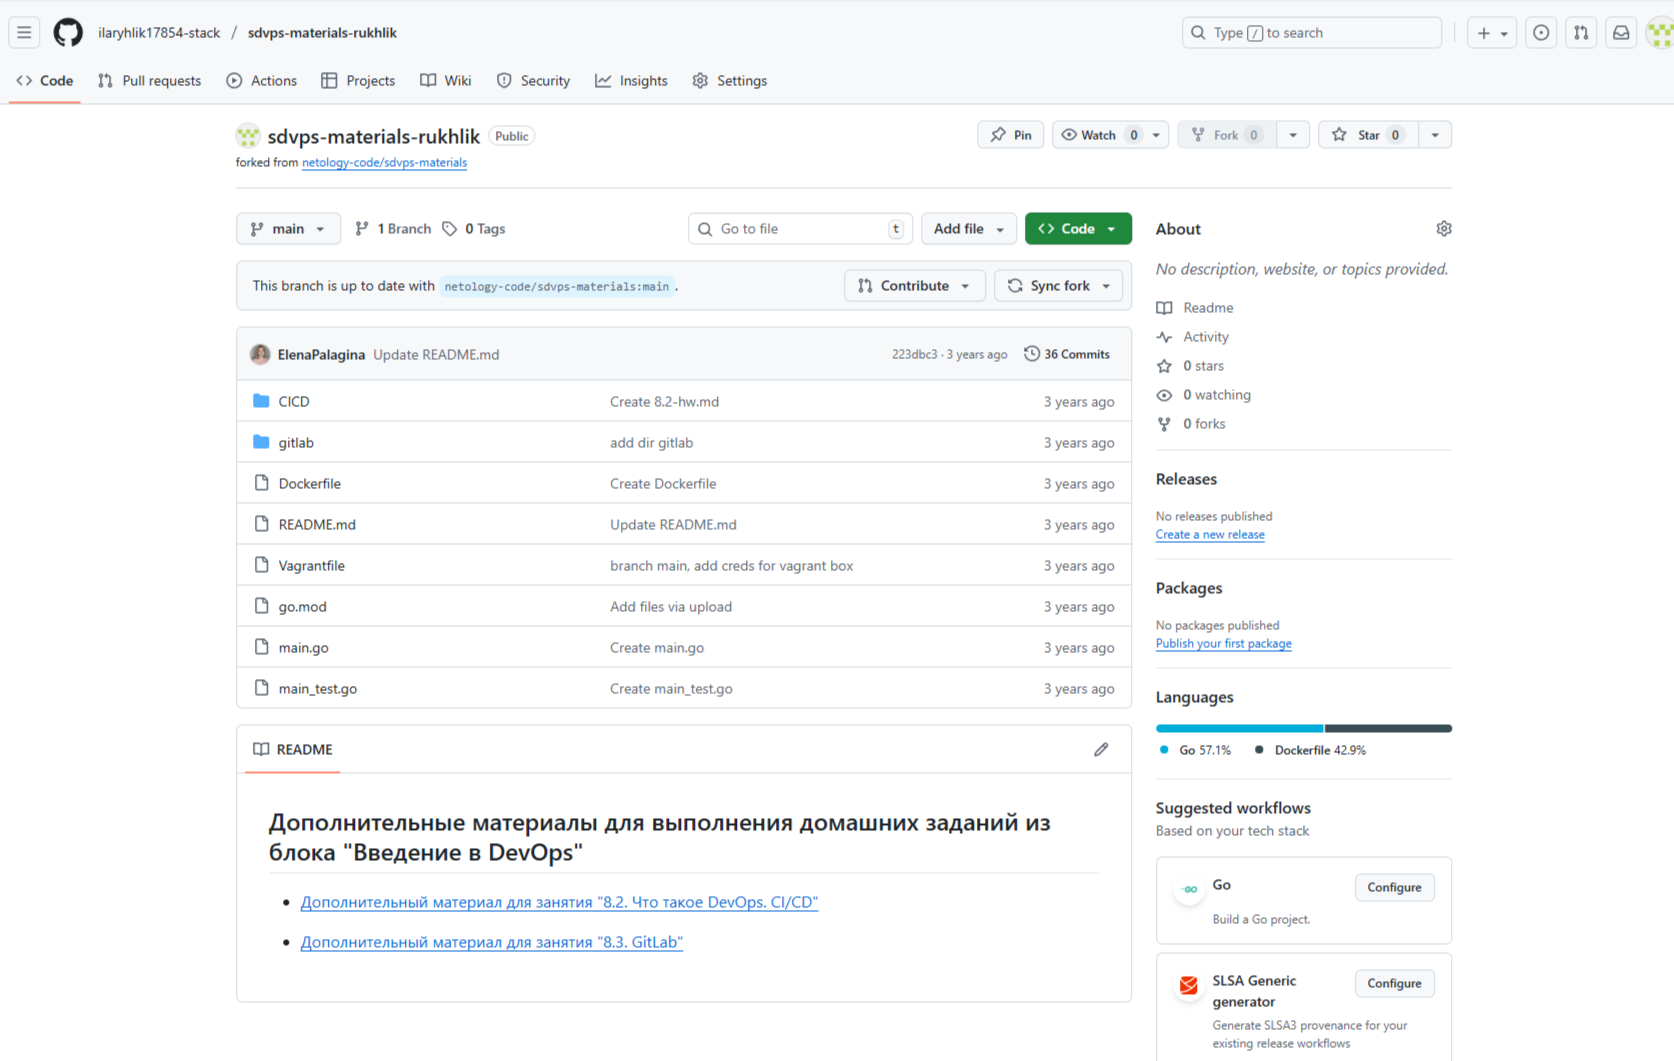 ilaryhlik17854-stack / sdvps-materials-rukhlik
Type / to search
Code Pull requests Actions Projects Wiki Security Insights Settings
sdvps-materials-rukhlik Public
Pin Watch 0 Fork 0 Star 0
forked from netology-code/sdvps-materials
main 1 Branch 0 Tags Go to file t Add file Code
This branch is up to date with netology-code/sdvps-materials:main.
Contribute Sync fork
ElenaPalagina Update README.md 223dbc3 · 3 years ago 36 Commits
CICD Create 8.2-hw.md 3 years ago
gitlab add dir gitlab 3 years ago
Dockerfile Create Dockerfile 3 years ago
README.md Update README.md 3 years ago
Vagrantfile branch main, add creds for vagrant box 3 years ago
go.mod Add files via upload 3 years ago
main.go Create main.go 3 years ago
main_test.go Create main_test.go 3 years ago
README
Дополнительные материалы для выполнения домашних заданий из
блока "Введение в DevOps"
Дополнительный материал для занятия "8.2. Что такое DevOps. CI/CD"
Дополнительный материал для занятия "8.3. GitLab"
About
No description, website, or topics provided.
Readme
Activity
0 stars
0 watching
0 forks
Releases
No releases published
Create a new release
Packages
No packages published
Publish your first package
Languages
Go 57.1% Dockerfile 42.9%
Suggested workflows
Based on your tech stack
GO
Go
Configure
Build a Go project.
SLSA Generic
generator
Configure
Generate SLSA3 provenance for your
existing release workflows